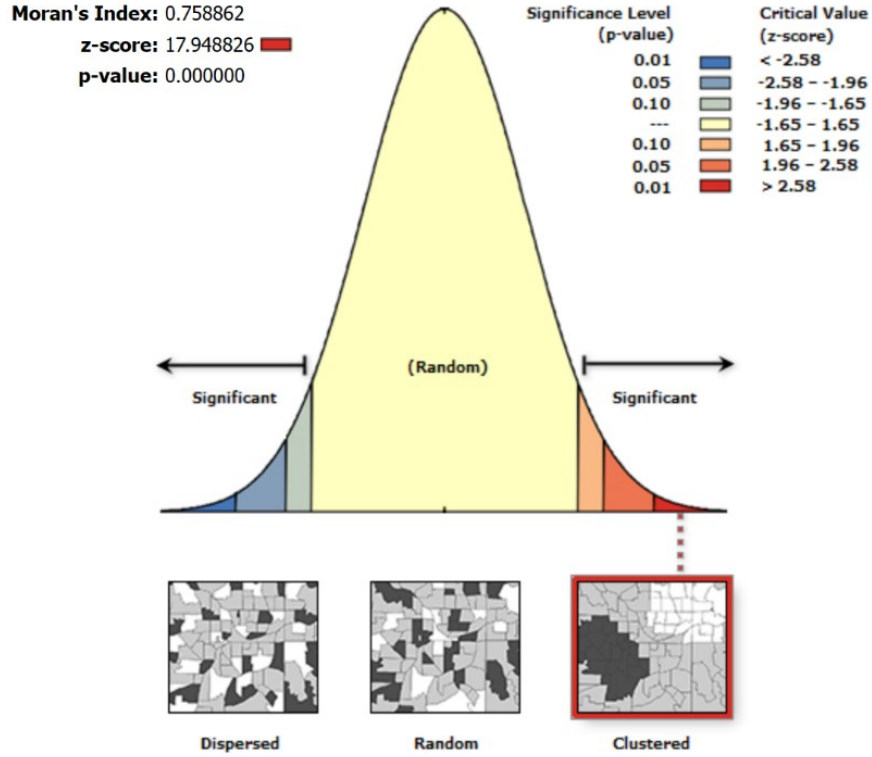 Moran's Index: 0.758862
z-score: 17.948826
p-value: 0.000000
Significance Level
(p-value)
Critical Value
(z-score)
0.01 < -2.58
0.05 -2.58 – -1.96
0.10 -1.96 – -1.65
--- -1.65 – 1.65
0.10 1.65 – 1.96
0.05 1.96 – 2.58
0.01 > 2.58
(Random)
Significant
Significant
Dispersed
Random
Clustered